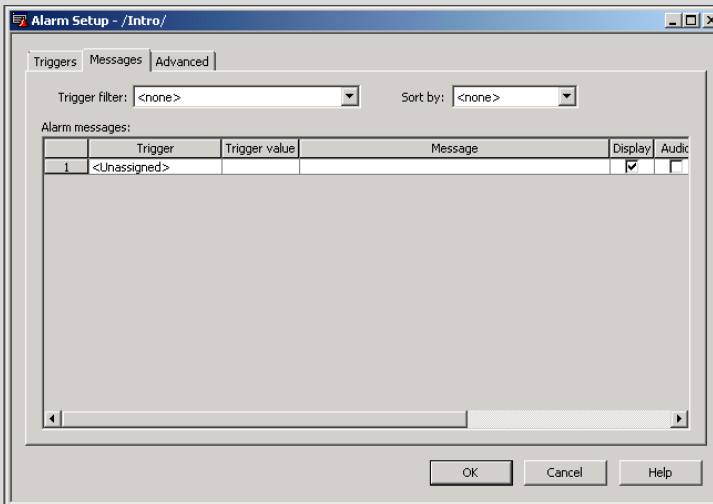 Alarm Setup - /Intro/
Triggers Messages Advanced
Trigger filter: <none> Sort by: <none>
Alarm messages:
Trigger Trigger value Message Display Audio
1 <Unassigned>
OK Cancel Help